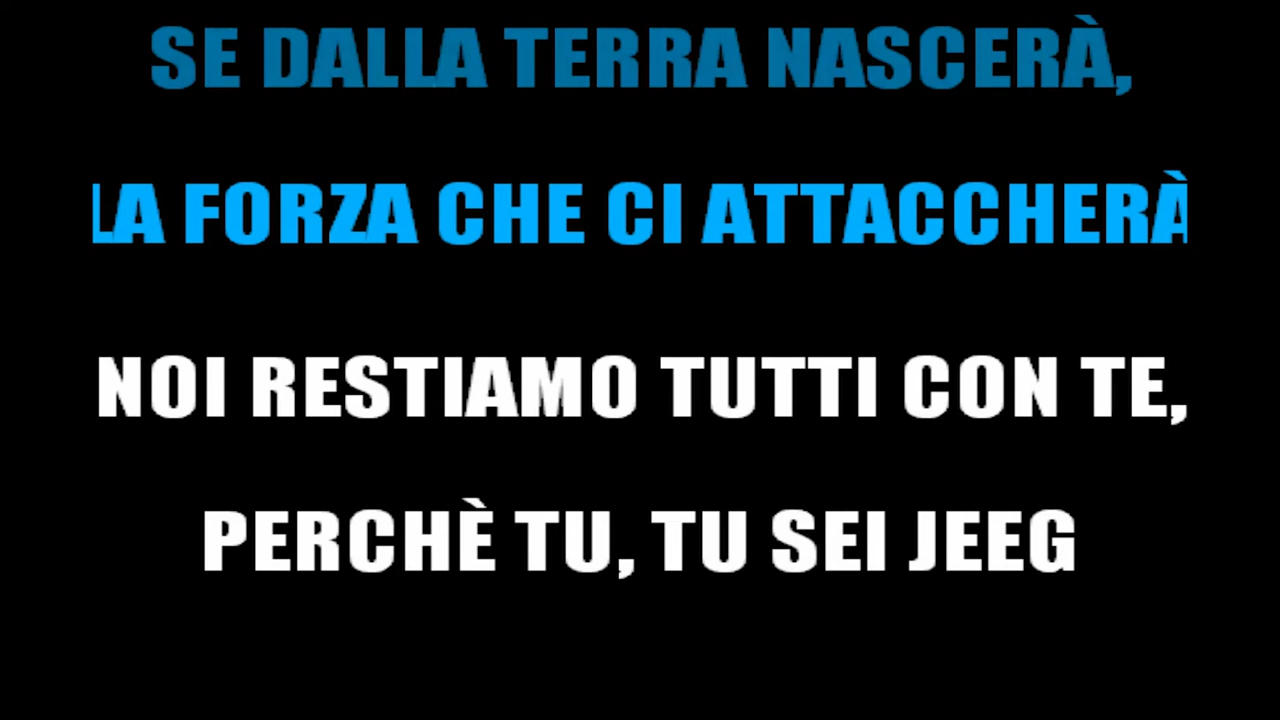 SE DALLA TERRA NASCERÀ,
LA FORZA CHE CI ATTACCHERÀ
NOI RESTIAMO TUTTI CON TE,
PERCHÈ TU, TU SEI JEEG